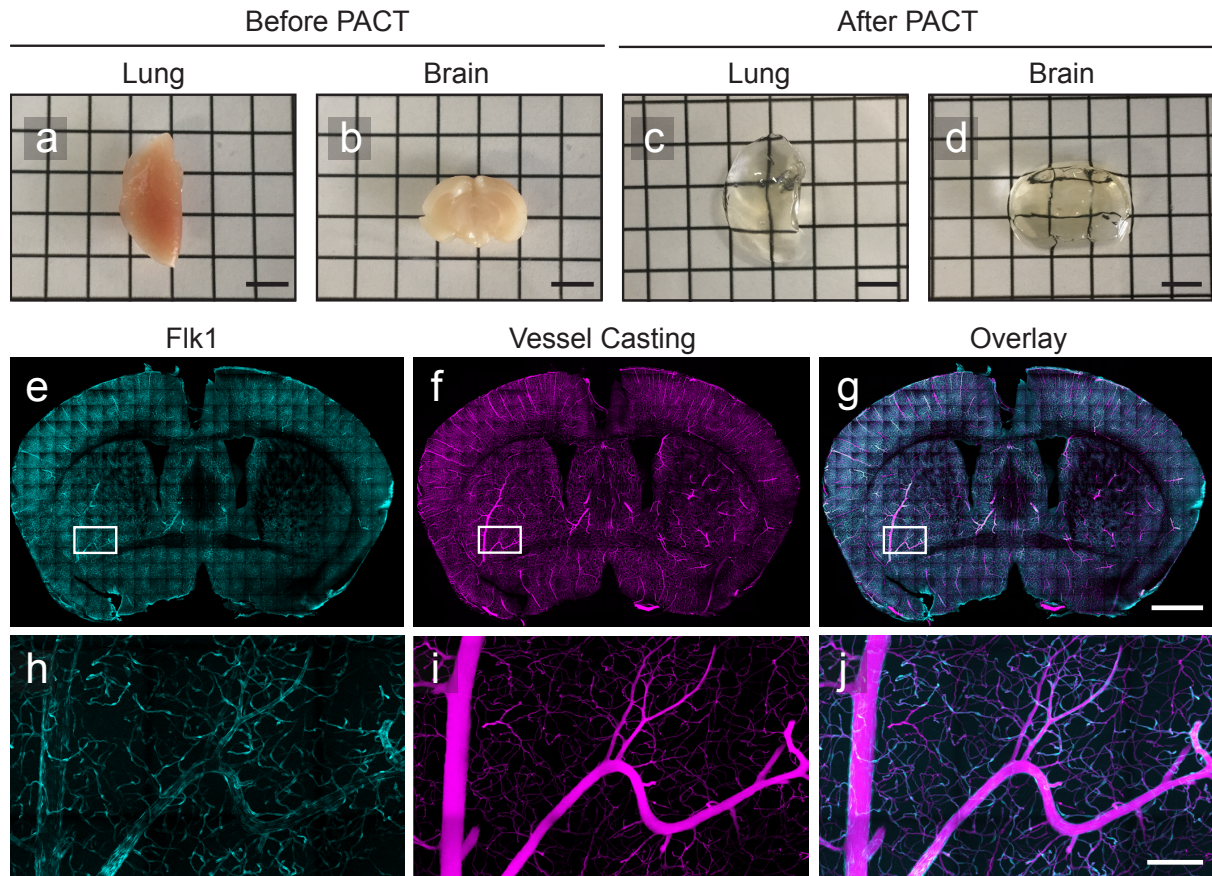 Before PACT
After PACT
Lung
Brain
Lung
Brain
a
b
c
d
Flk1
Vessel Casting
Overlay
e
f
g
h
i
j